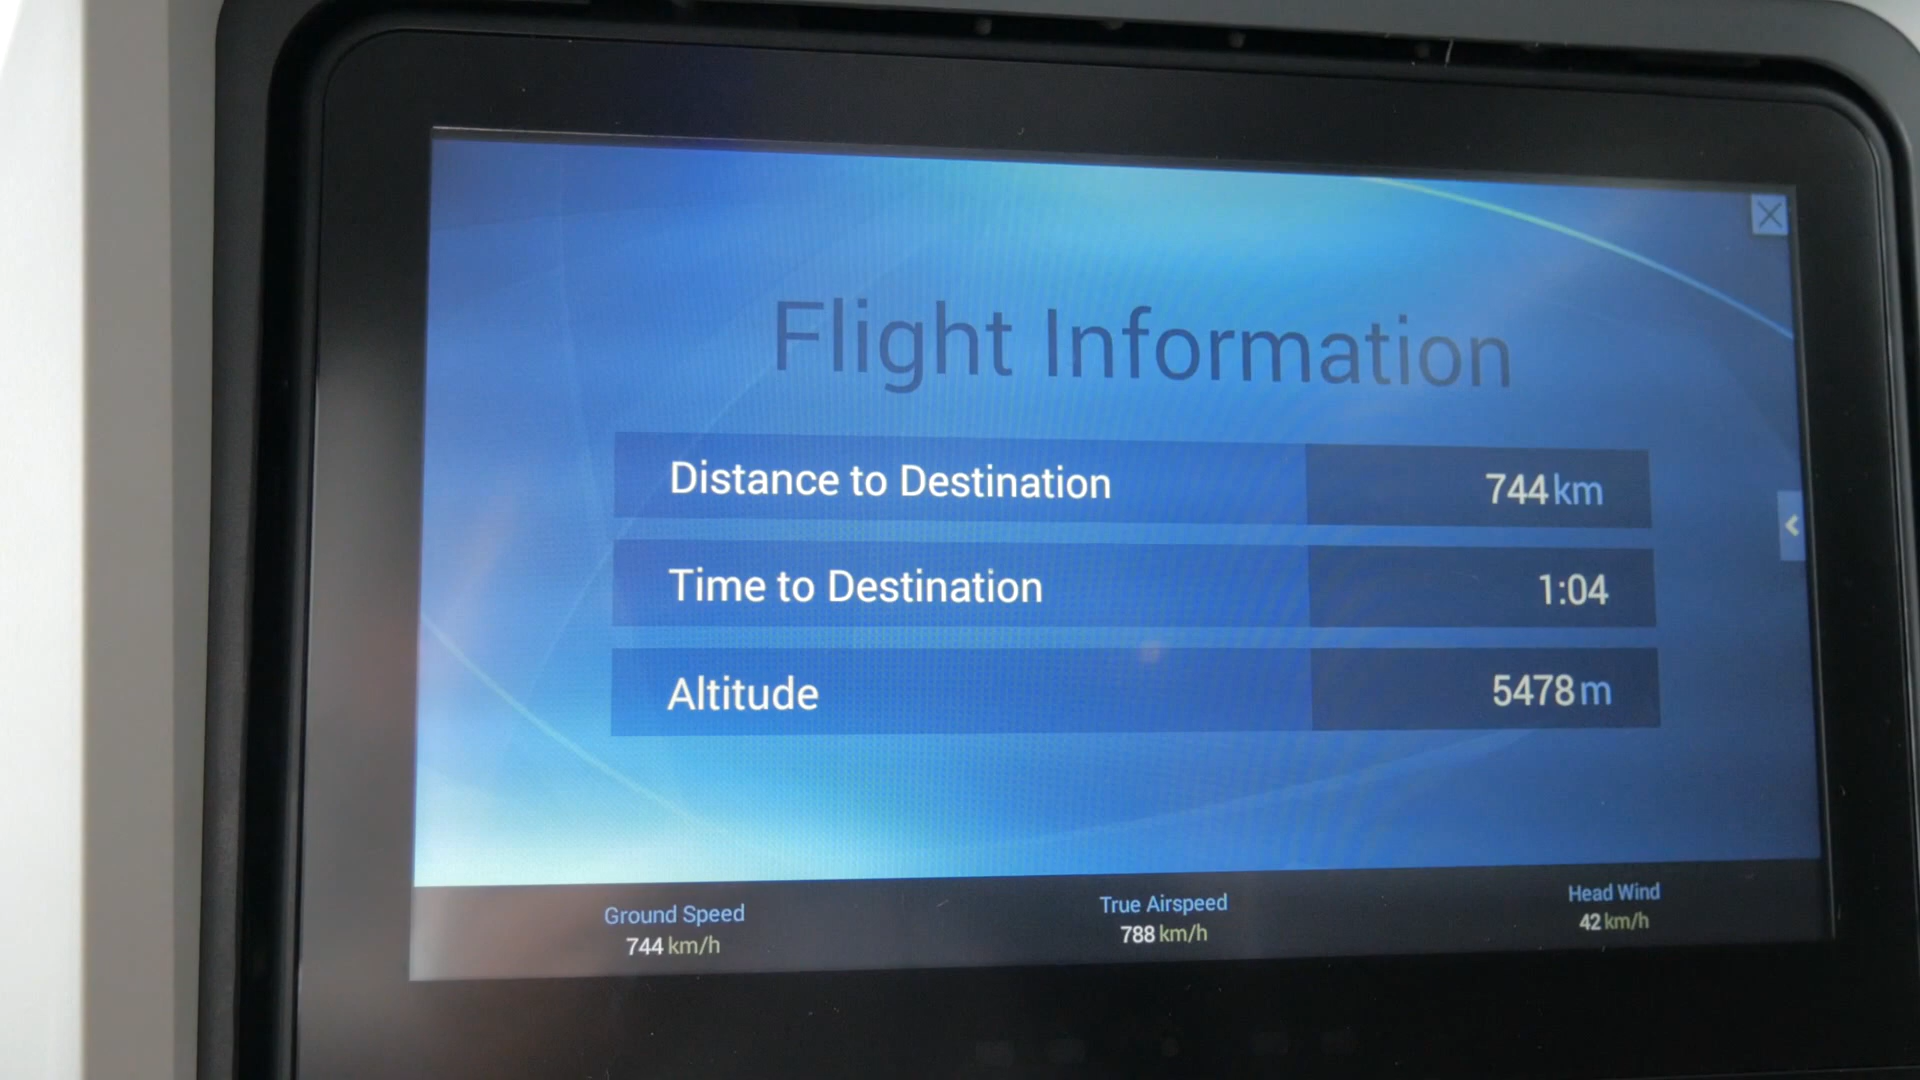 Flight Information
Distance to Destination 744 km
Time to Destination 1:04
Altitude 5478 m
Ground Speed True Airspeed Head Wind
744 km/h 788 km/h 42 km/h